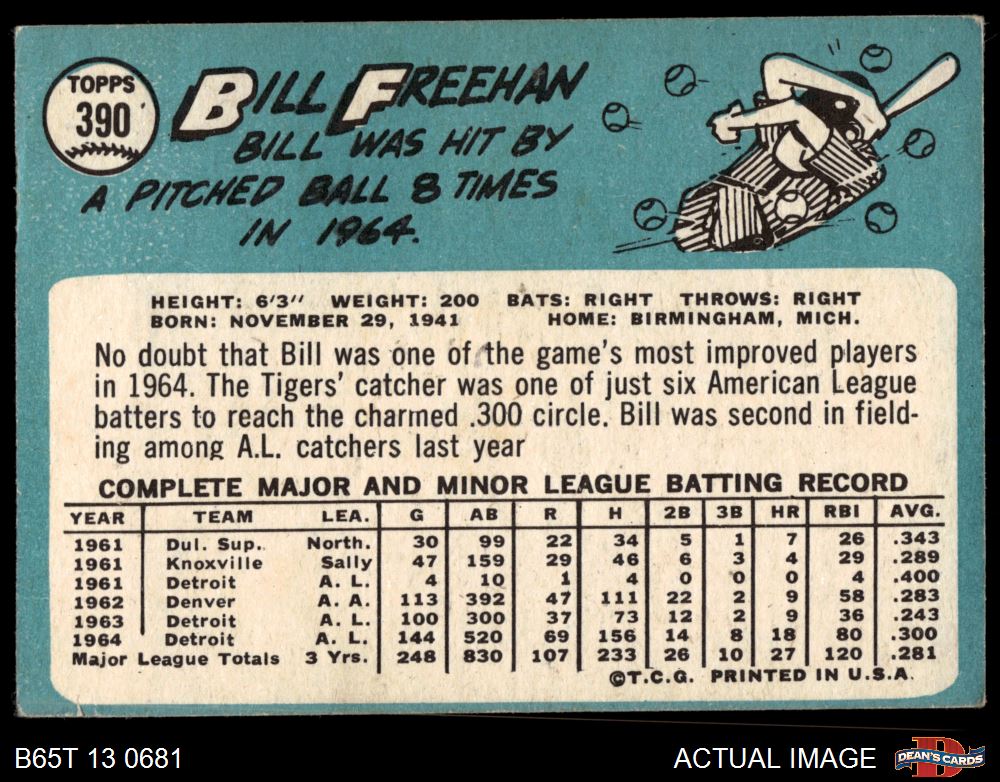 TOPPS
390
BILL FREEHAN
BILL WAS HIT BY
A PITCHED BALL 8 TIMES
IN 1964.
HEIGHT: 6'3" WEIGHT: 200 BATS: RIGHT THROWS: RIGHT
BORN: NOVEMBER 29, 1941 HOME: BIRMINGHAM, MICH.
No doubt that Bill was one of the game's most improved players
in 1964. The Tigers' catcher was one of just six American League
batters to reach the charmed .300 circle. Bill was second in field-
ing among A.L. catchers last year
COMPLETE MAJOR AND MINOR LEAGUE BATTING RECORD
YEAR TEAM LEA. G AB R H 2B 3B HR RBI AVG.
1961 Dul. Sup. North. 30 99 22 34 5 1 7 26 .343
1961 Knoxville Sally 47 159 29 46 6 3 4 29 .289
1961 Detroit A. L. 4 10 1 4 0 0 0 4 .400
1962 Denver A. A. 113 392 47 111 22 2 9 58 .283
1963 Detroit A. L. 100 300 37 73 12 2 9 36 .243
1964 Detroit A. L. 144 520 69 156 14 8 18 80 .300
Major League Totals 3 Yrs. 248 830 107 233 26 10 27 120 .281
©T.C.G. PRINTED IN U.S.A.
B65T 13 0681 ACTUAL IMAGE
D
DEAN'S CARDS